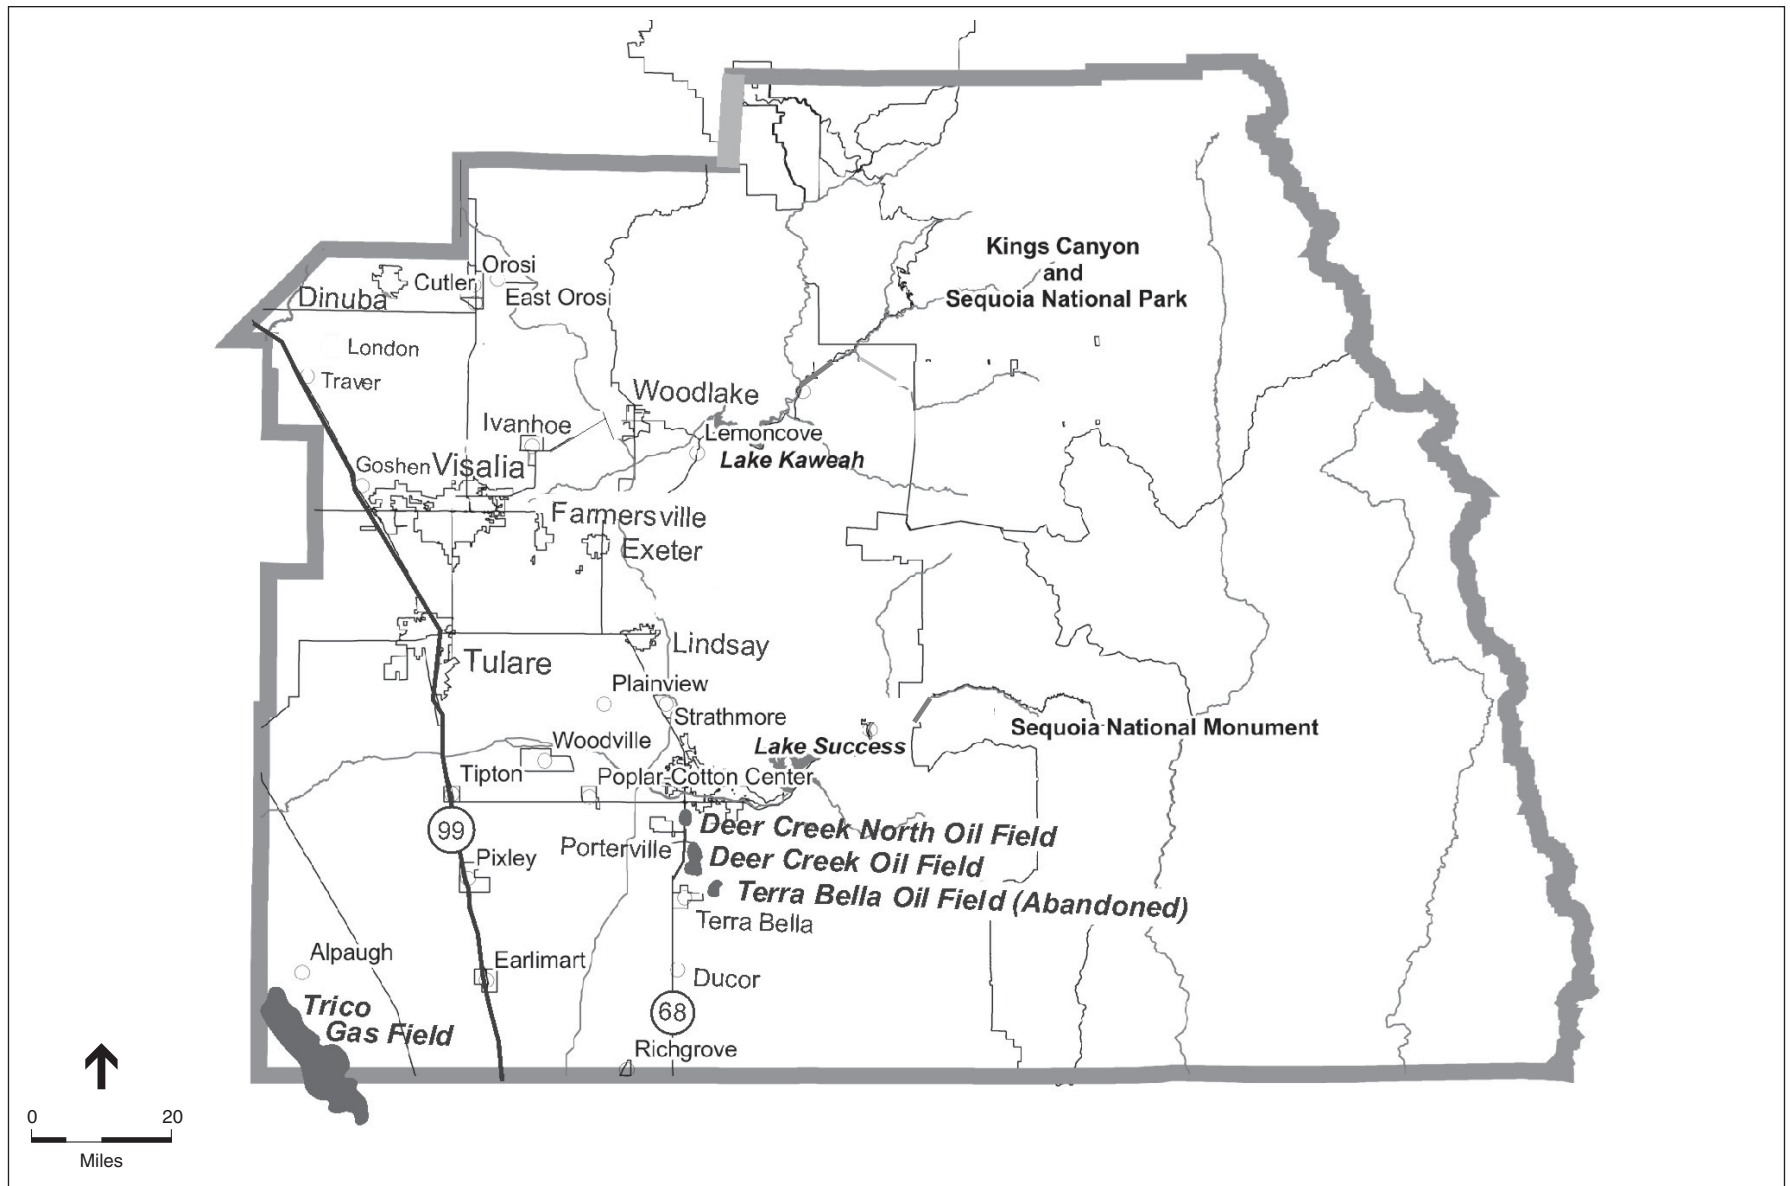 Kings Canyon
and
Sequoia National Park
Orosi
Cutler
East Orosi
Dinuba
London
Traver
Woodlake
Ivanhoe
Lemoncove
Lake Kaweah
Goshen
Visalia
Farmersville
Exeter
Lindsay
Tulare
Plainview
Strathmore
Sequoia National Monument
Woodville
Lake Success
Tipton
Poplar-Cotton Center
99
Deer Creek North Oil Field
Porterville
Deer Creek Oil Field
Pixley
Terra Bella Oil Field (Abandoned)
Terra Bella
Alpaugh
Earlimart
Ducor
Trico
Gas Field
68
Richgrove
0 20
Miles